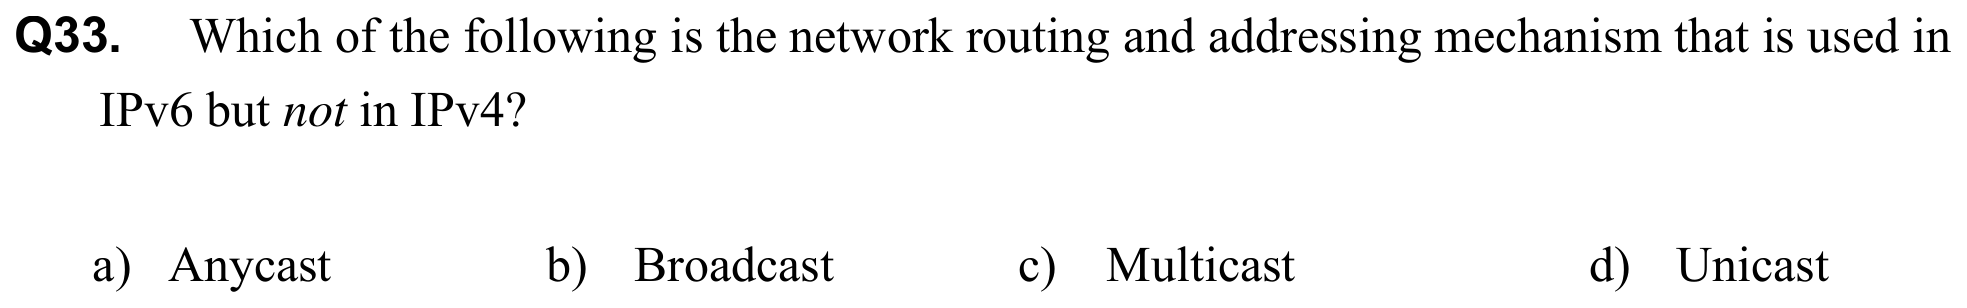 Q33. Which of the following is the network routing and addressing mechanism that is used in
IPv6 but not in IPv4?
a) Anycast b) Broadcast c) Multicast d) Unicast